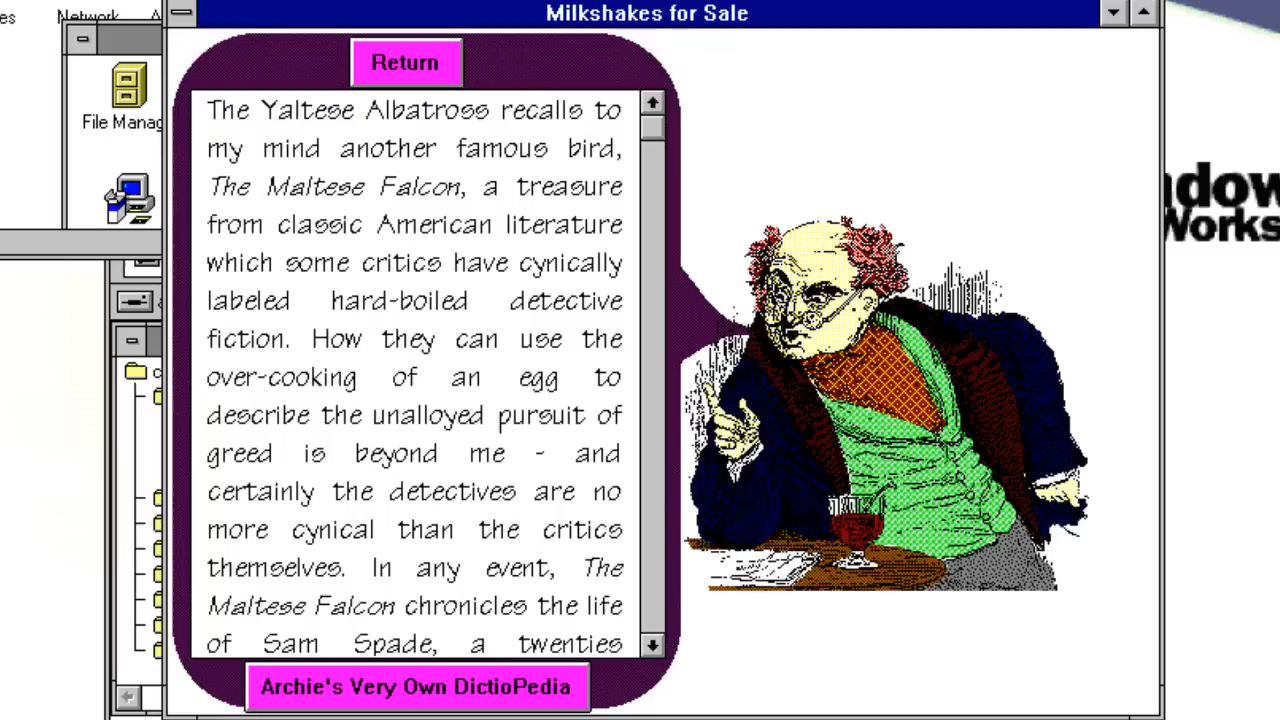 Network
Milkshakes for Sale
Return
File Manag
The Yaltese Albatross recalls to
my mind another famous bird,
The Maltese Falcon, a treasure
from classic American literature
which some critics have cynically
labeled hard-boiled detective
fiction. How they can use the
over-cooking of an egg to
describe the unalloyed pursuit of
greed is beyond me - and
certainly the detectives are no
more cynical than the critics
themselves. In any event, The
Maltese Falcon chronicles the life
of Sam Spade, a twenties
Archie's Very Own DictioPedia
ndow
Works